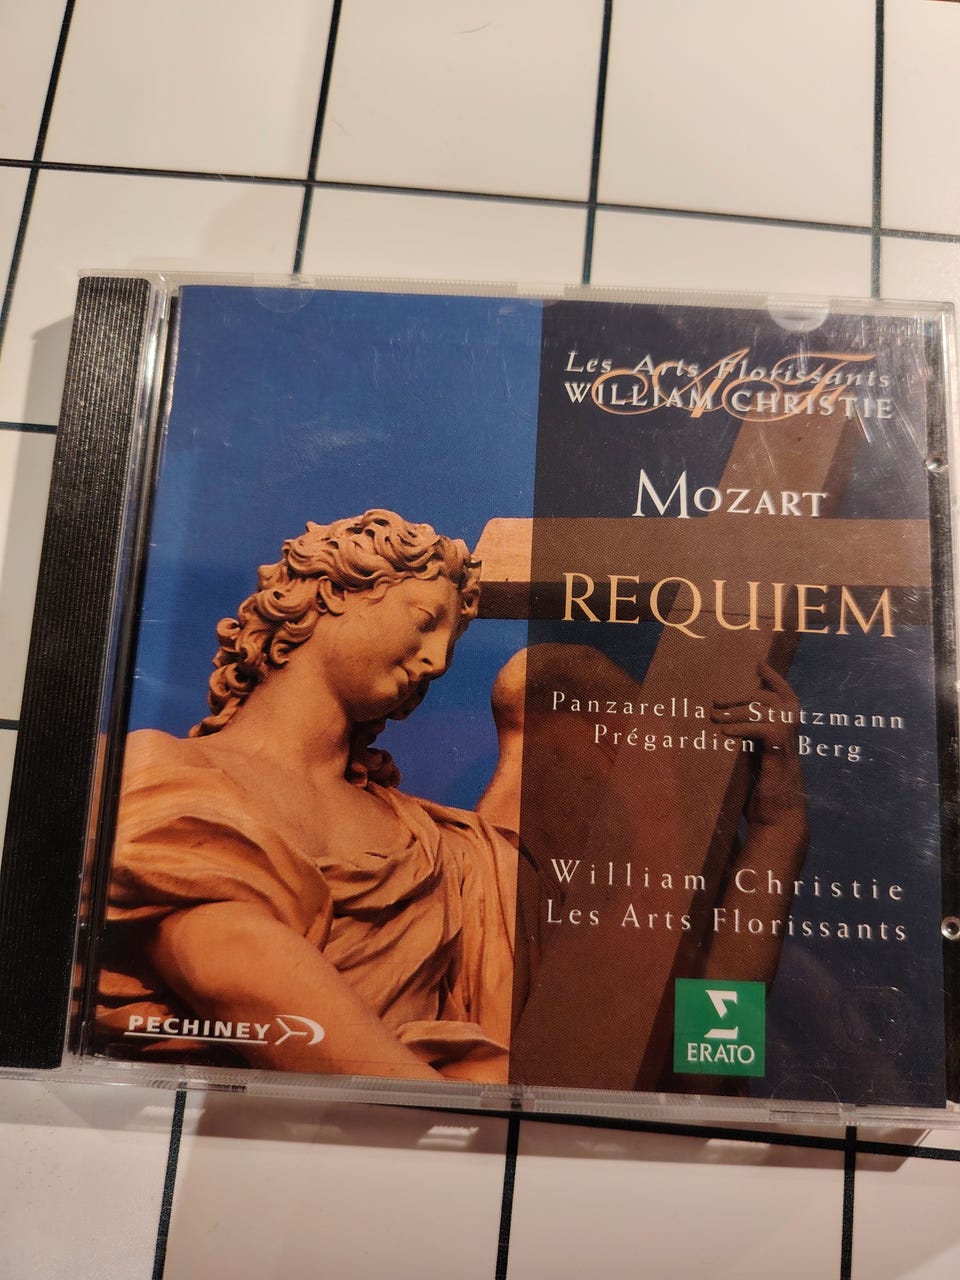 Les Arts Florissants
WILLIAM CHRISTIE
MOZART
REQUIEM
Panzarella - Stutzmann
Prégardien - Berg
William Christie
Les Arts Florissants
PECHINEY
ERATO